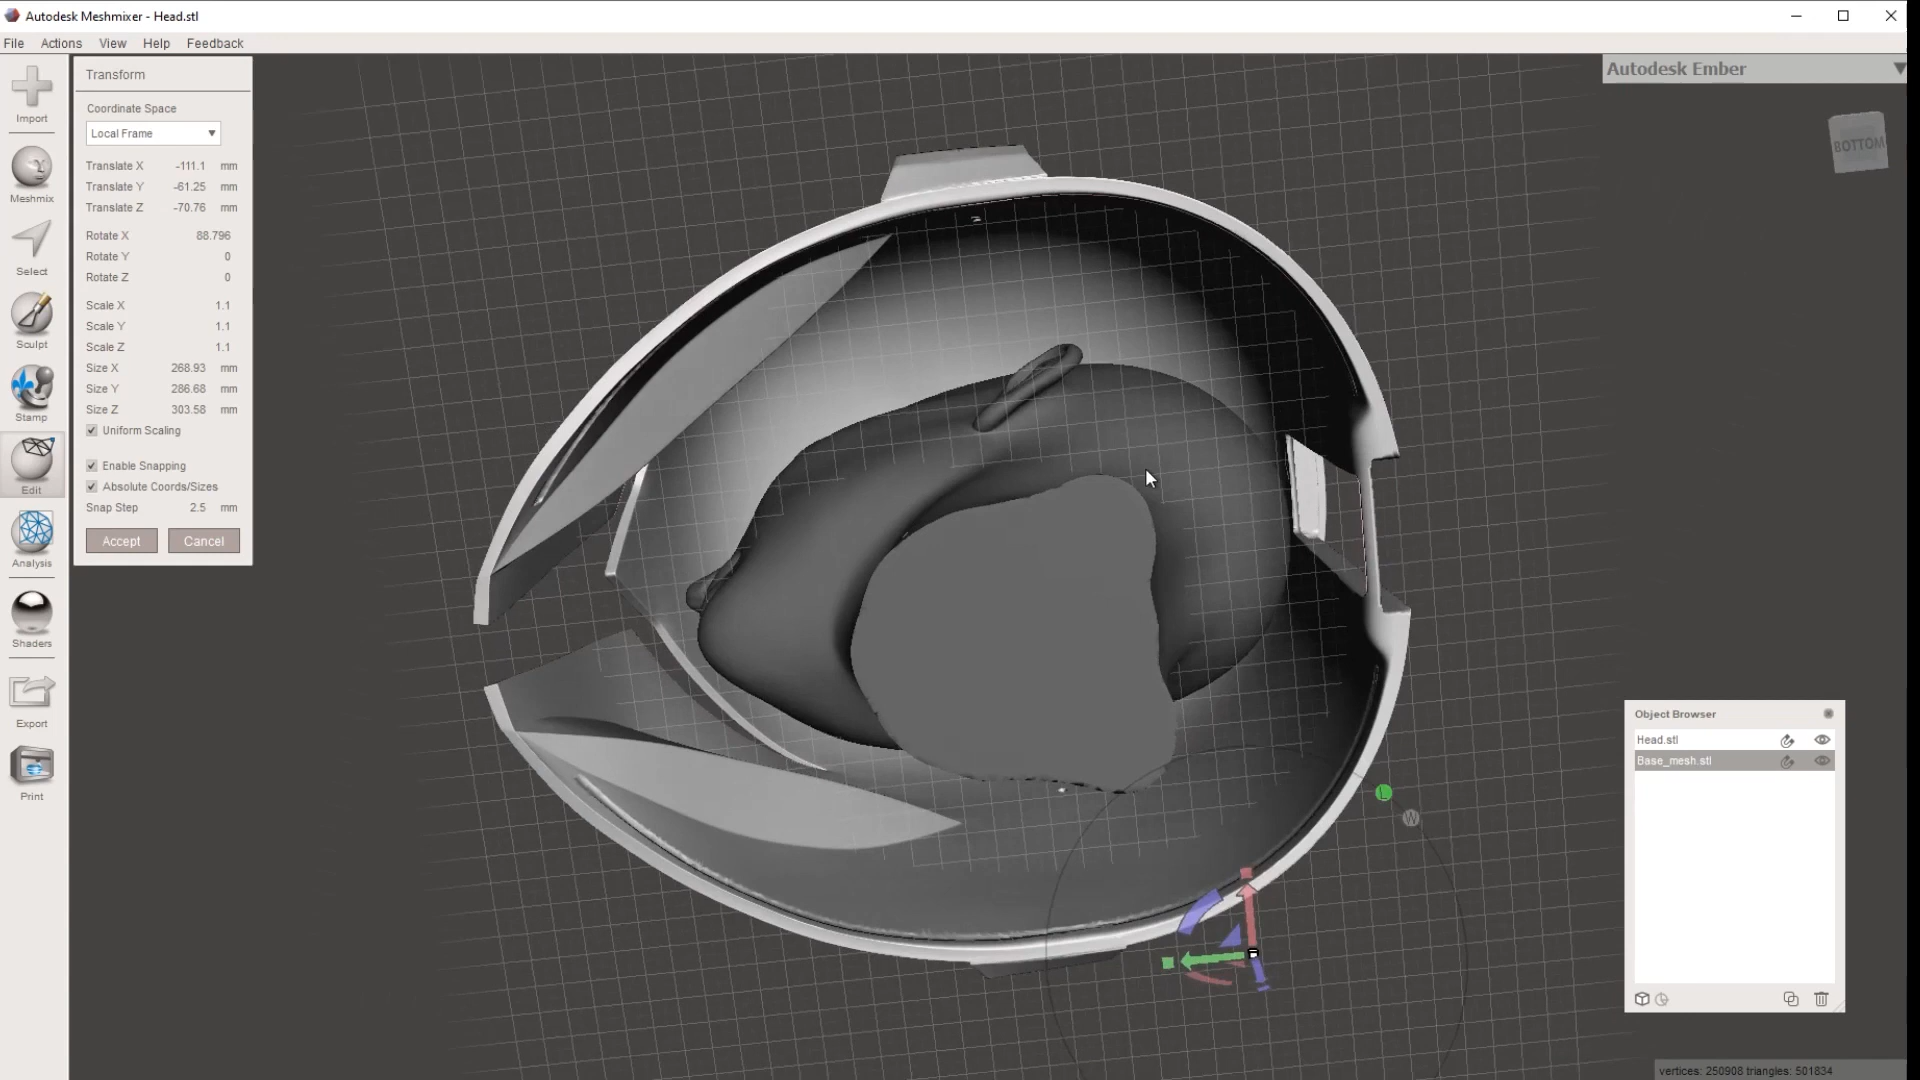 Autodesk Meshmixer - Head.stl
File Actions View Help Feedback
Import
Meshmix
Select
Sculpt
Stamp
Edit
Analysis
Shaders
Export
Print
Transform
Coordinate Space
Local Frame
Translate X -111.1 mm
Translate Y -61.25 mm
Translate Z -70.76 mm
Rotate X 88.796
Rotate Y 0
Rotate Z 0
Scale X 1.1
Scale Y 1.1
Scale Z 1.1
Size X 268.93 mm
Size Y 286.68 mm
Size Z 303.58 mm
Uniform Scaling
Enable Snapping
Absolute Coords/Sizes
Snap Step 2.5 mm
Accept Cancel
Autodesk Ember
BOTTOM
L
W
Object Browser
Head.stl
Base_mesh.stl
vertices: 250908 triangles: 501834